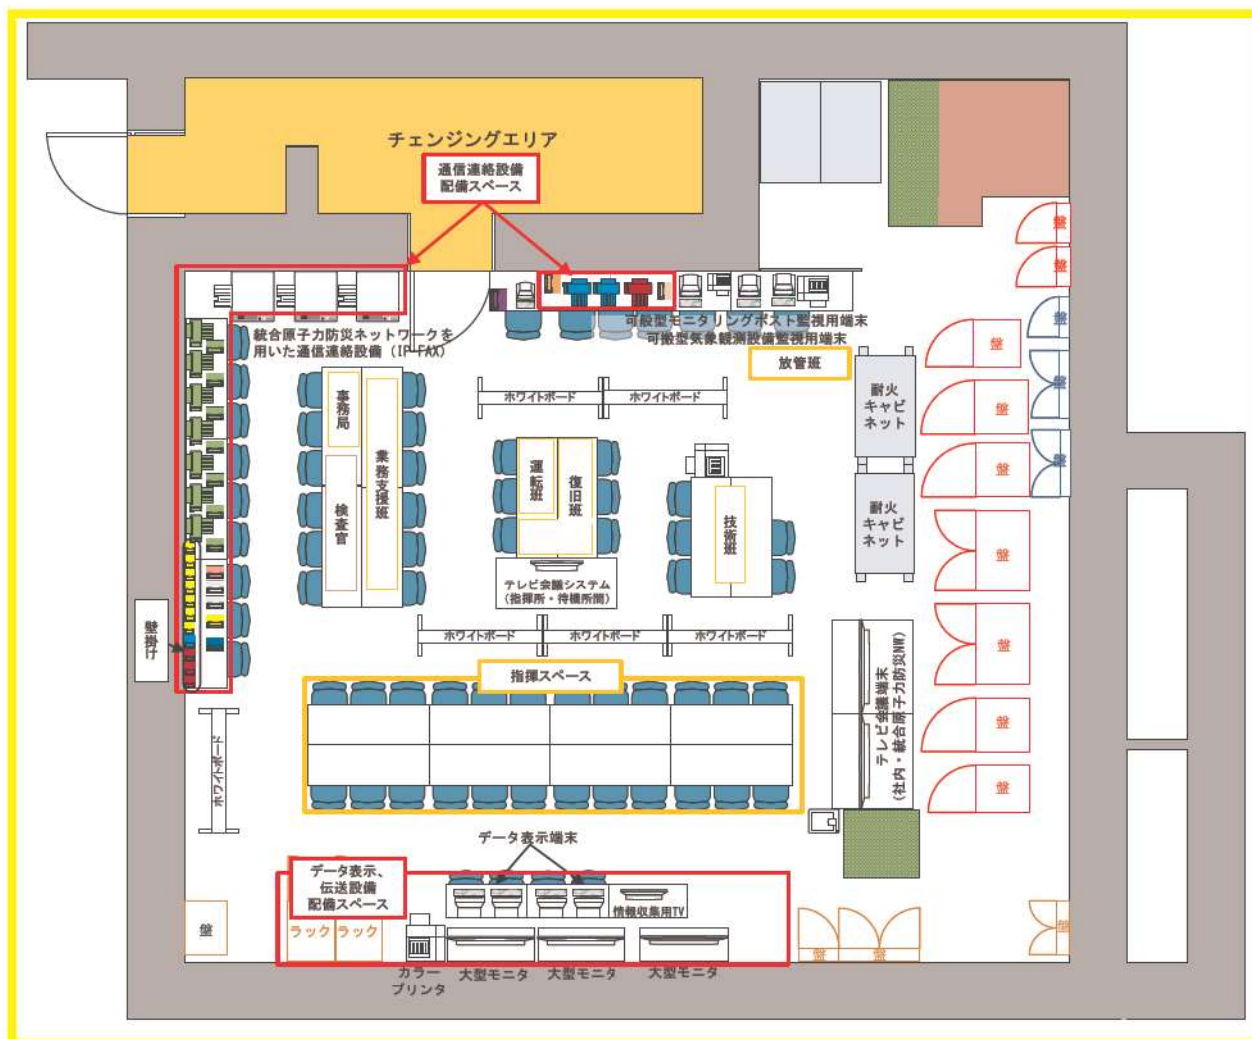 チェンジングエリア
通信連絡設備
配備スペース
盤
盤
統合原子力防災ネットワークを
用いた通信連絡設備（IP-FAX）
可搬型モニタリングポスト監視用端末
可搬型気象観測設備監視用端末
放管班
盤
盤
盤
盤
盤
盤
ホワイトボード
ホワイトボード
耐火
キャビ
ネット
事務局
業務支援班
検査官
運転班
復旧班
技術班
耐火
キャビ
ネット
盤
盤
盤
盤
盤
テレビ会議システム
（指揮所・待機所間）
壁掛け
ホワイトボード
ホワイトボード
ホワイトボード
指揮スペース
テレビ会議端末
（社内・統合原子力防災NW）
ホワイトボード
データ表示端末
データ表示、
伝送設備
配備スペース
情報収集用TV
盤
ラック
ラック
盤
盤
盤
カラー
プリンタ
大型モニタ
大型モニタ
大型モニタ